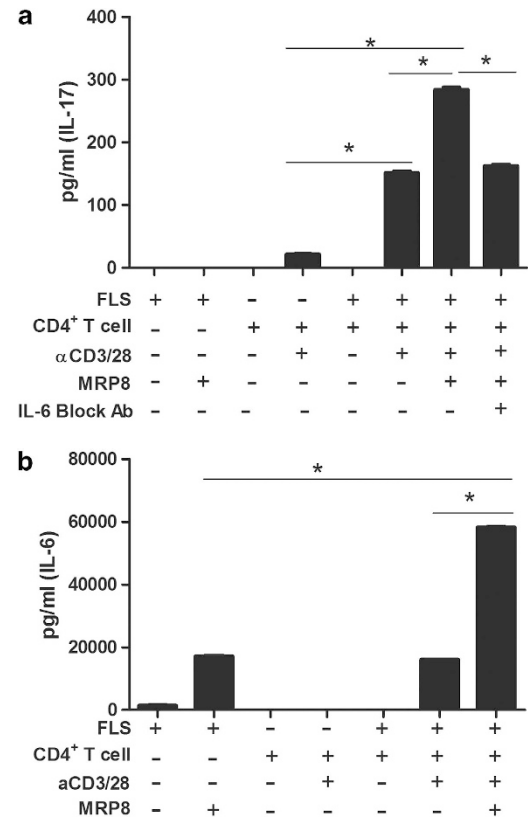 a
400
300
200
100
0
pg/ml (IL-17)
*
* *
*
FLS + + – – + + + +
CD4+ T cell – – + + + + + +
αCD3/28 – – – + – + + +
MRP8 – + – – – – + +
IL-6 Block Ab – – – – – – – +
b
80000
60000
40000
20000
0
pg/ml (IL-6)
*
*
FLS + + – – + + +
CD4+ T cell – – + + + + +
aCD3/28 – – – + – + +
MRP8 – + – – – – +